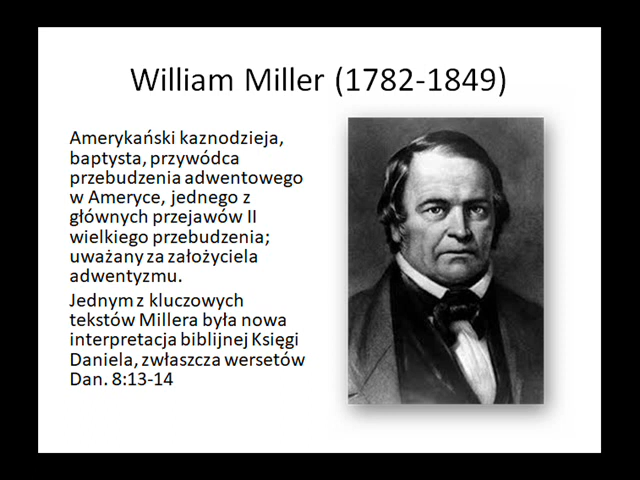 William Miller (1782-1849)
Amerykański kaznodzieja,
baptysta, przywódca
przebudzenia adwentowego
w Ameryce, jednego z
głównych przejawów II
wielkiego przebudzenia;
uważany za założyciela
adwentyzmu.
Jednym z kluczowych
tekstów Millera była nowa
interpretacja biblijnej Księgi
Daniela, zwłaszcza wersetów
Dan. 8:13-14